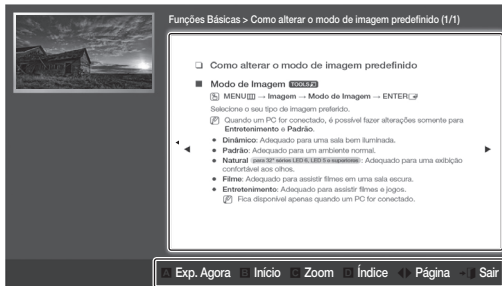 Funções Básicas > Como alterar o modo de imagem predefinido (1/1)
❑ Como alterar o modo de imagem predefinido
■ Modo de Imagem TOOLS
MENU → Imagem → Modo de Imagem → ENTER
Selecione o seu tipo de imagem preferido.
Quando um PC for conectado, é possível fazer alterações somente para
Entretenimento e Padrão.
● Dinâmico: Adequado para uma sala bem iluminada.
● Padrão: Adequado para um ambiente normal.
● Natural (para 32" séries LED 6, LED 5 e superiores): Adequado para uma exibição
confortável aos olhos.
● Filme: Adequado para assistir filmes em uma sala escura.
● Entretenimento: Adequado para assistir filmes e jogos.
Fica disponível apenas quando um PC for conectado.
A Exp. Agora B Início C Zoom D Índice ◀▶ Página Sair